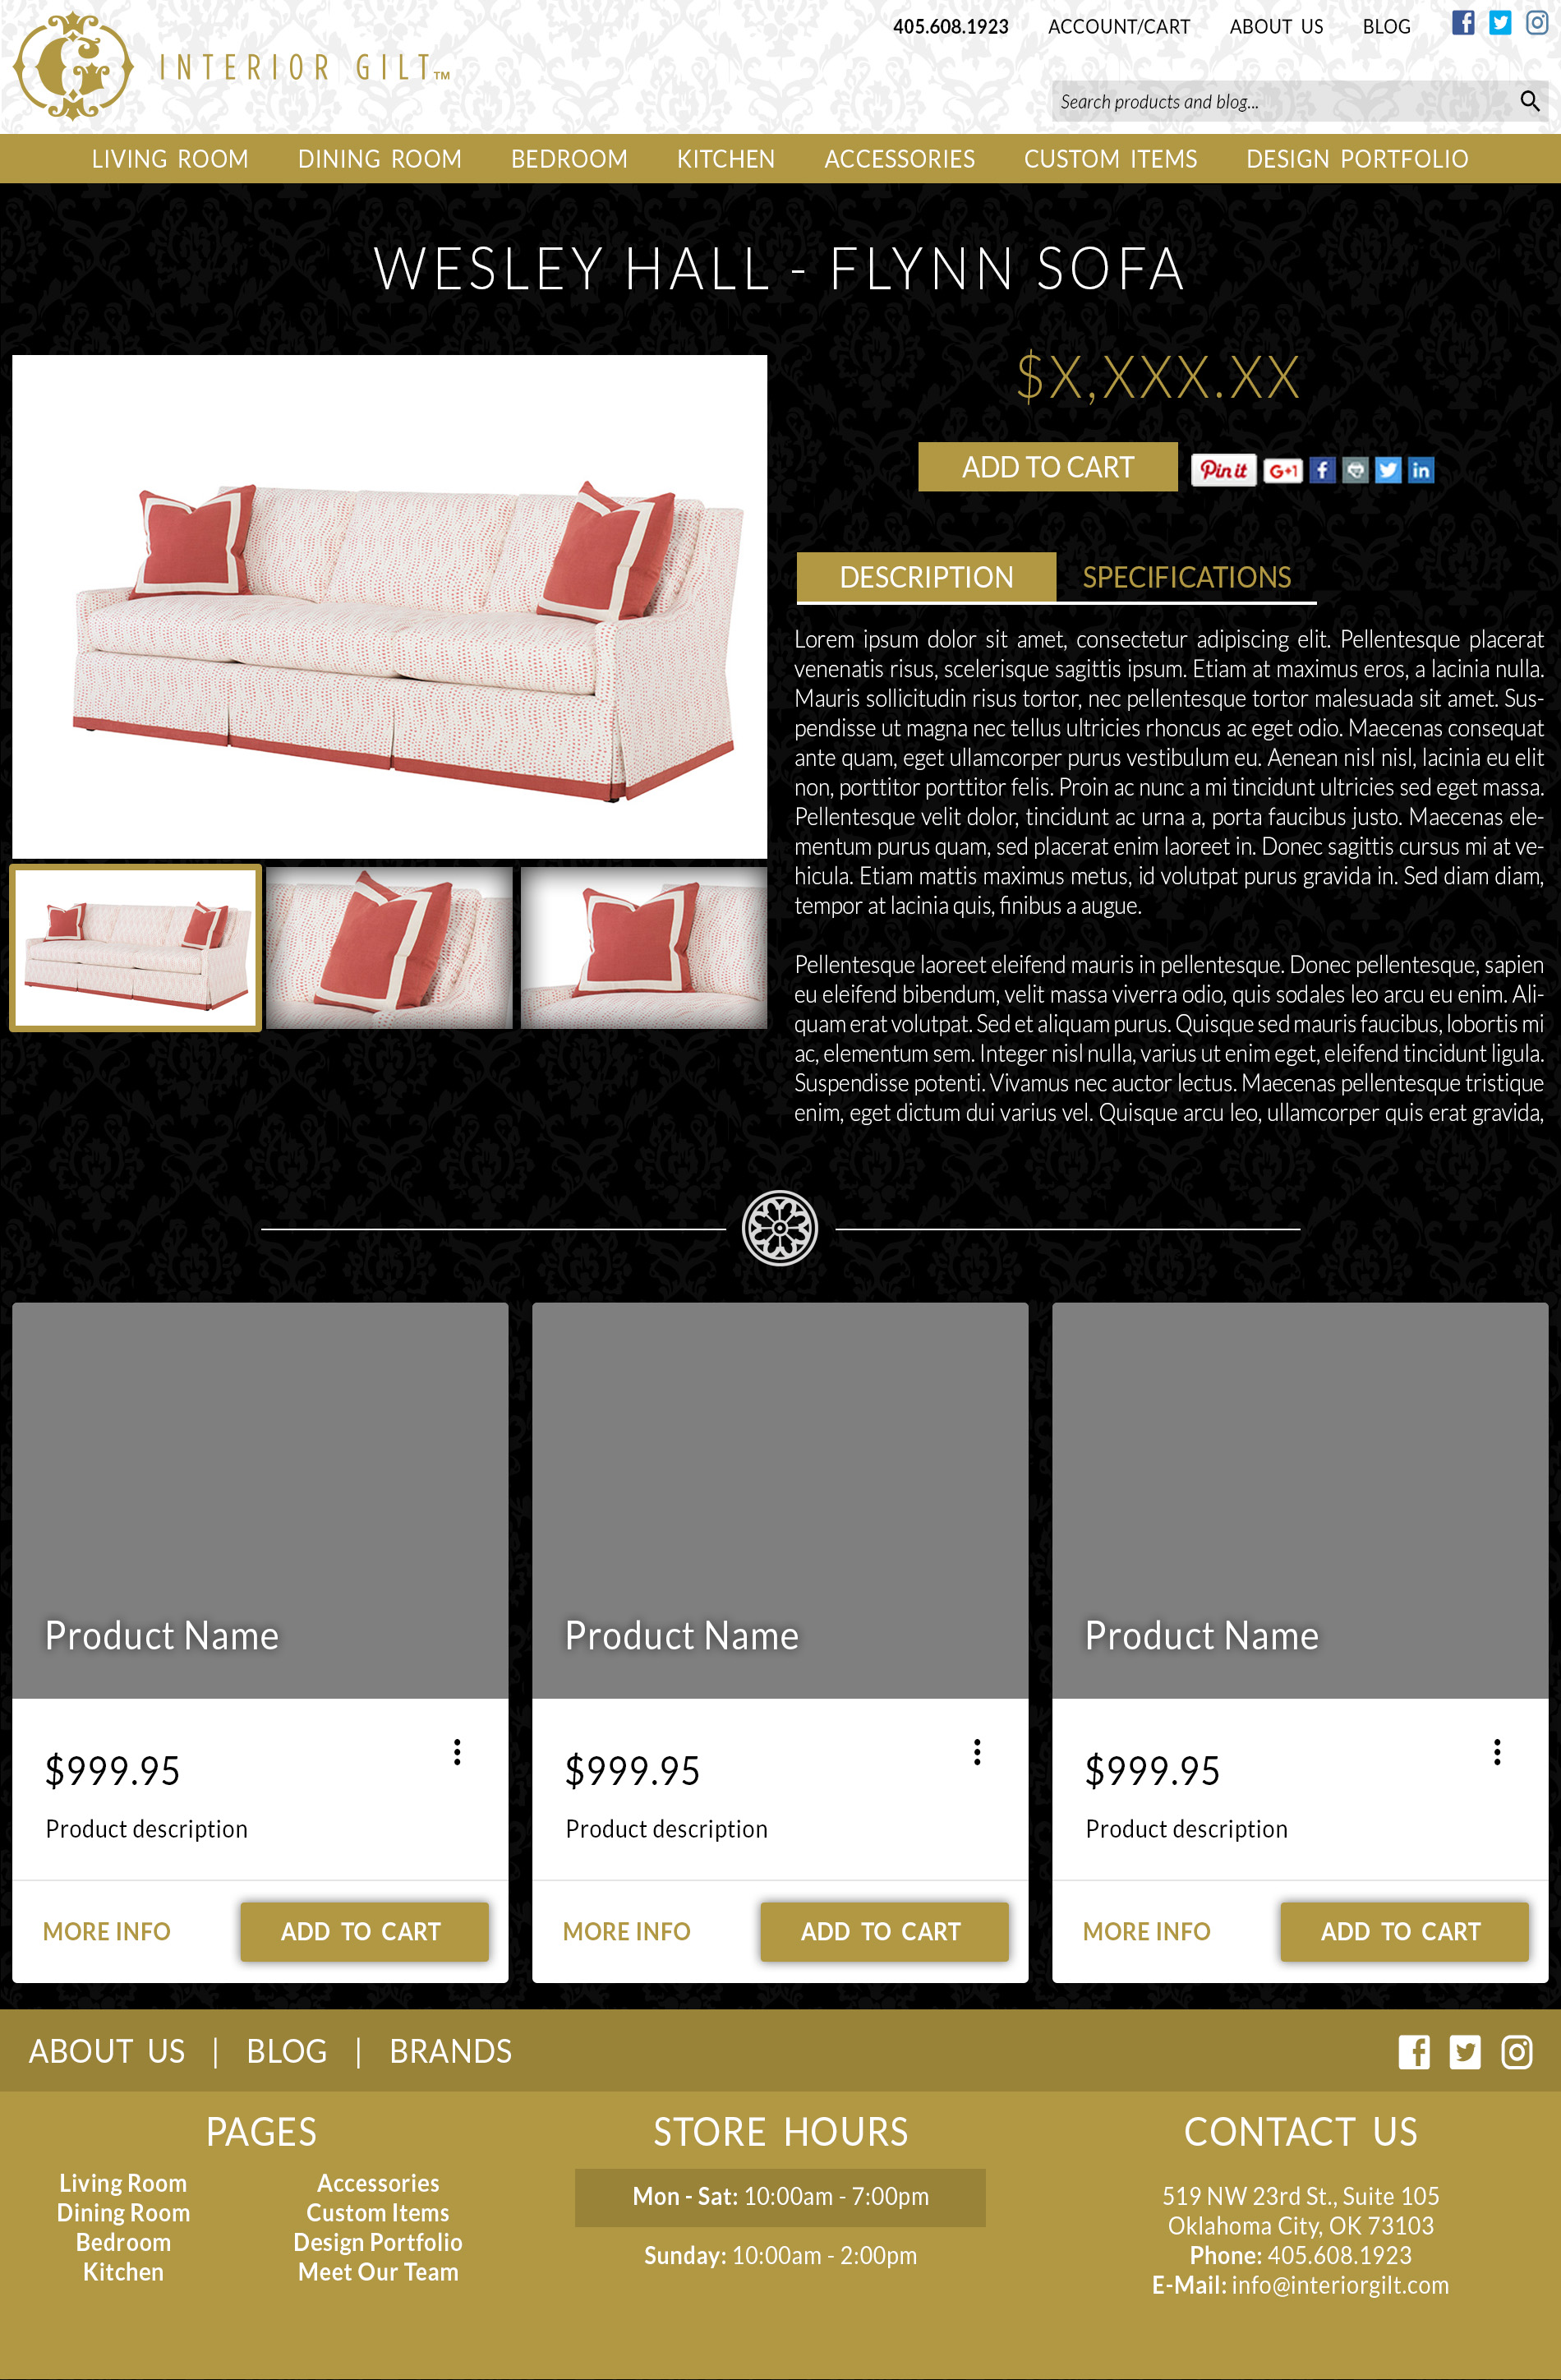 405.608.1923 ACCOUNT/CART ABOUT US BLOG
G INTERIOR GILT™
Search products and blog...
LIVING ROOM DINING ROOM BEDROOM KITCHEN ACCESSORIES CUSTOM ITEMS DESIGN PORTFOLIO
WESLEY HALL - FLYNN SOFA
$X,XXX.XX
ADD TO CART Pin it G+1 f in
DESCRIPTION SPECIFICATIONS
Lorem ipsum dolor sit amet, consectetur adipiscing elit. Pellentesque placerat
venenatis risus, scelerisque sagittis ipsum. Etiam at maximus eros, a lacinia nulla.
Mauris sollicitudin risus tortor, nec pellentesque tortor malesuada sit amet. Sus-
pendisse ut magna nec tellus ultricies rhoncus ac eget odio. Maecenas consequat
ante quam, eget ullamcorper purus vestibulum eu. Aenean nisl nisl, lacinia eu elit
non, porttitor porttitor felis. Proin ac nunc a mi tincidunt ultricies sed eget massa.
Pellentesque velit dolor, tincidunt ac urna a, porta faucibus justo. Maecenas ele-
mentum purus quam, sed placerat enim laoreet in. Donec sagittis cursus mi at ve-
hicula. Etiam mattis maximus metus, id volutpat purus gravida in. Sed diam diam,
tempor at lacinia quis, finibus a augue.
Pellentesque laoreet eleifend mauris in pellentesque. Donec pellentesque, sapien
eu eleifend bibendum, velit massa viverra odio, quis sodales leo arcu eu enim. Ali-
quam erat volutpat. Sed et aliquam purus. Quisque sed mauris faucibus, lobortis mi
ac, elementum sem. Integer nisl nulla, varius ut enim eget, eleifend tincidunt ligula.
Suspendisse potenti. Vivamus nec auctor lectus. Maecenas pellentesque tristique
enim, eget dictum dui varius vel. Quisque arcu leo, ullamcorper quis erat gravida,
Product Name Product Name Product Name
$999.95 $999.95 $999.95
Product description Product description Product description
MORE INFO ADD TO CART MORE INFO ADD TO CART MORE INFO ADD TO CART
ABOUT US | BLOG | BRANDS
PAGES
Living Room
Dining Room
Bedroom
Kitchen
Accessories
Custom Items
Design Portfolio
Meet Our Team
STORE HOURS
Mon - Sat: 10:00am - 7:00pm
Sunday: 10:00am - 2:00pm
CONTACT US
519 NW 23rd St., Suite 105
Oklahoma City, OK 73103
Phone: 405.608.1923
E-Mail: info@interiorgilt.com